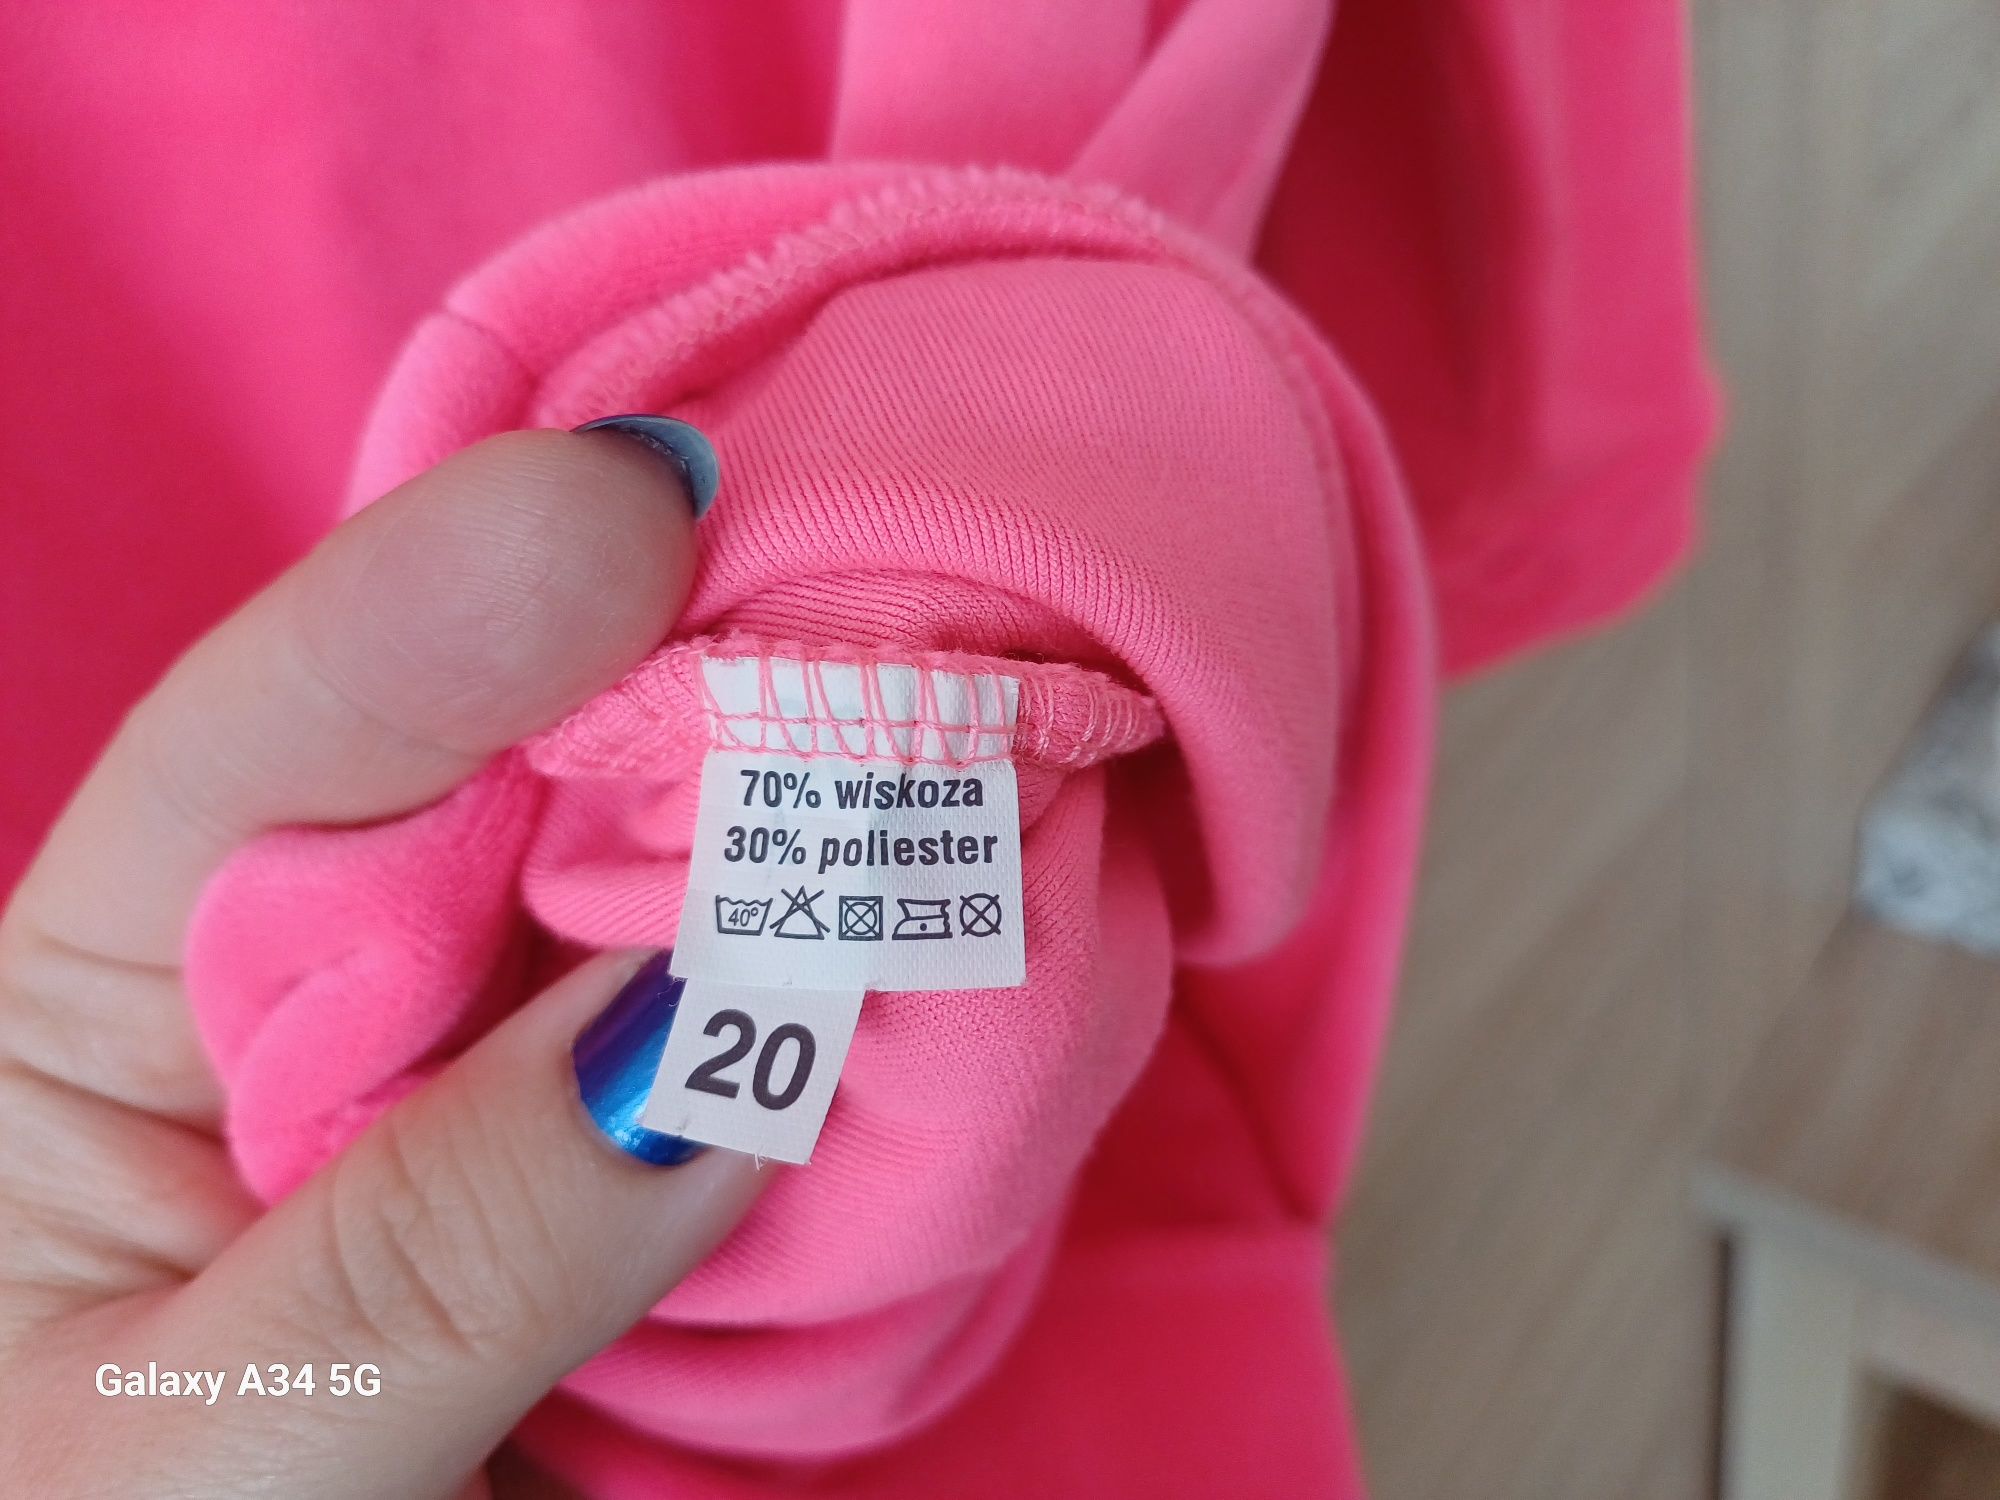 70% wiskoza
30% poliester
40°
20
Galaxy A34 5G